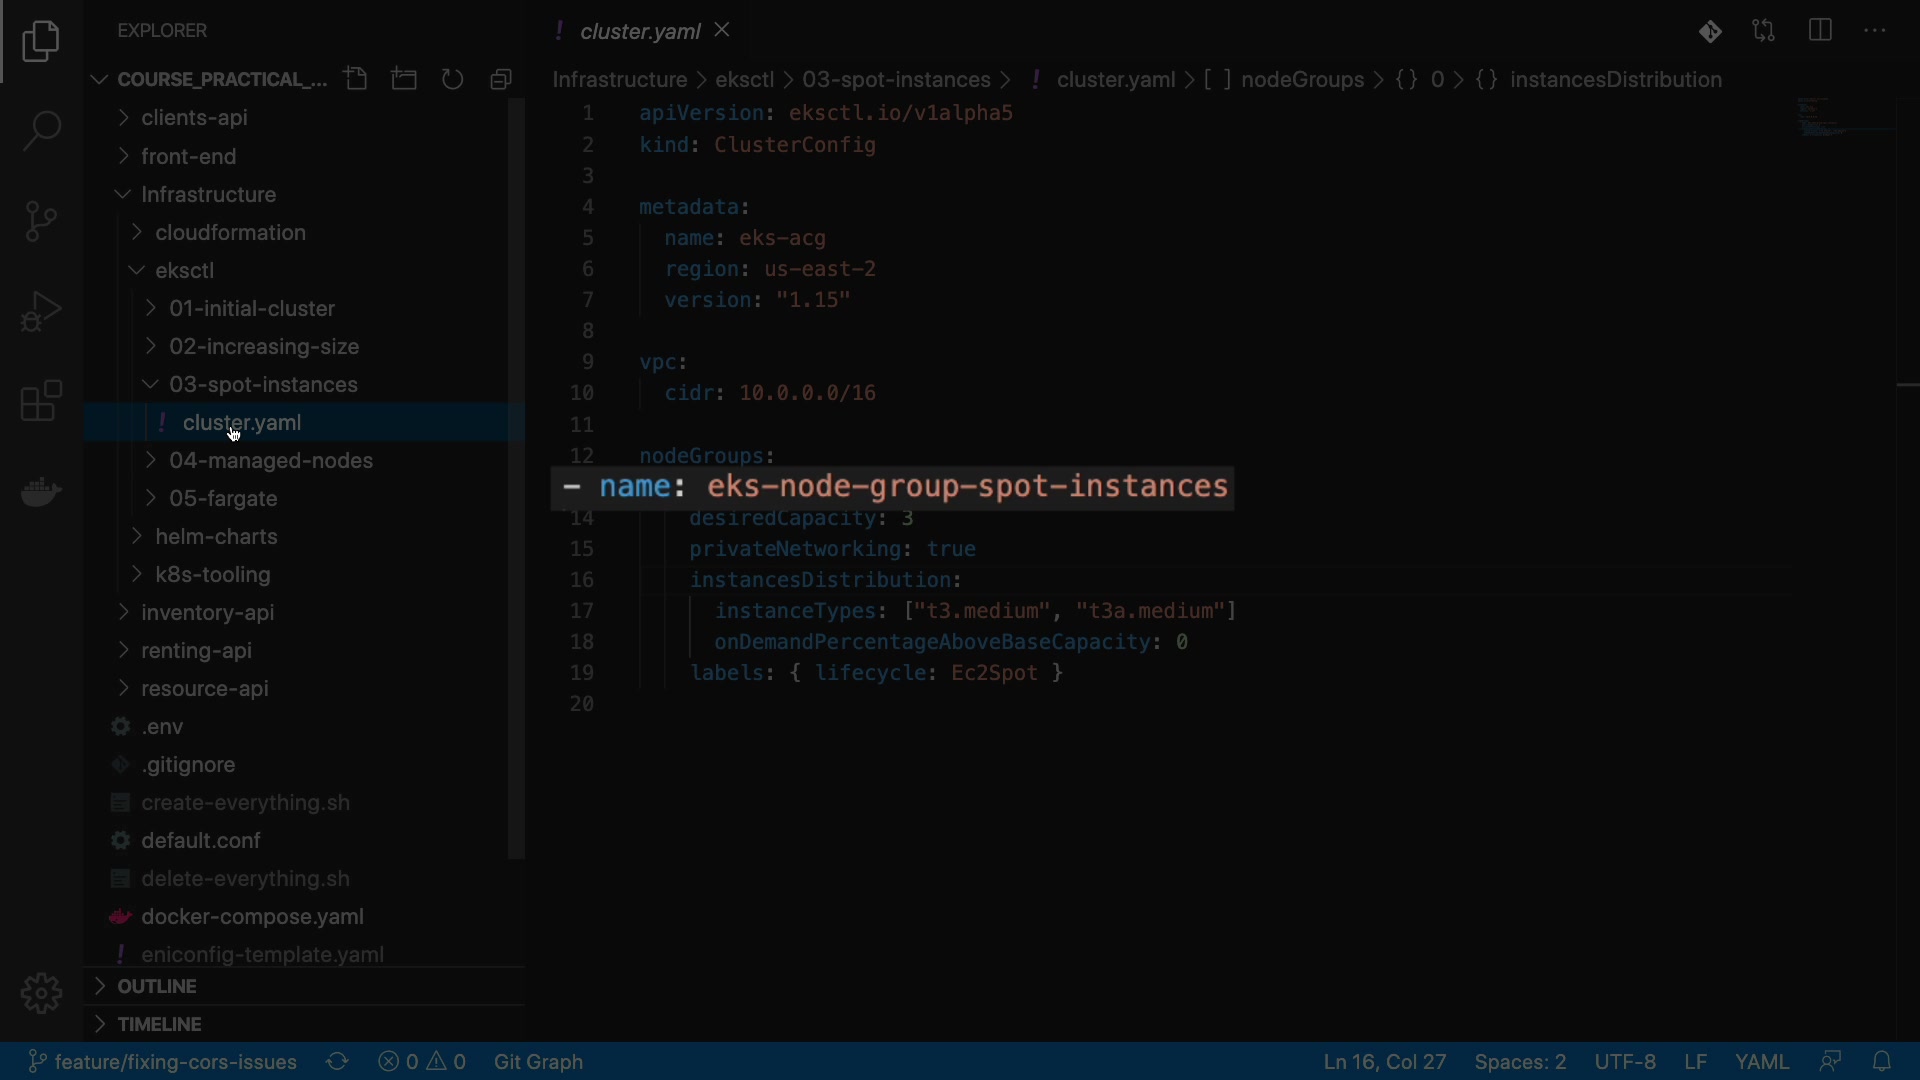 EXPLORER
COURSE_PRACTICAL_...
clients-api
front-end
Infrastructure
cloudformation
eksctl
01-initial-cluster
02-increasing-size
03-spot-instances
! cluster.yaml
04-managed-nodes
05-fargate
helm-charts
k8s-tooling
inventory-api
renting-api
resource-api
.env
.gitignore
create-everything.sh
default.conf
delete-everything.sh
docker-compose.yaml
! eniconfig-template.yaml
OUTLINE
TIMELINE
! cluster.yaml
Infrastructure > eksctl > 03-spot-instances > ! cluster.yaml > [ ] nodeGroups > {} 0 > {} instancesDistribution
1 apiVersion: eksctl.io/v1alpha5
2 kind: ClusterConfig
3
4 metadata:
5 name: eks-acg
6 region: us-east-2
7 version: "1.15"
8
9 vpc:
10 cidr: 10.0.0.0/16
11
12 nodeGroups:
- name: eks-node-group-spot-instances
14 desiredCapacity: 3
15 privateNetworking: true
16 instancesDistribution:
17 instanceTypes: ["t3.medium", "t3a.medium"]
18 onDemandPercentageAboveBaseCapacity: 0
19 labels: { lifecycle: Ec2Spot }
20
feature/fixing-cors-issues 0 0 Git Graph Ln 16, Col 27 Spaces: 2 UTF-8 LF YAML